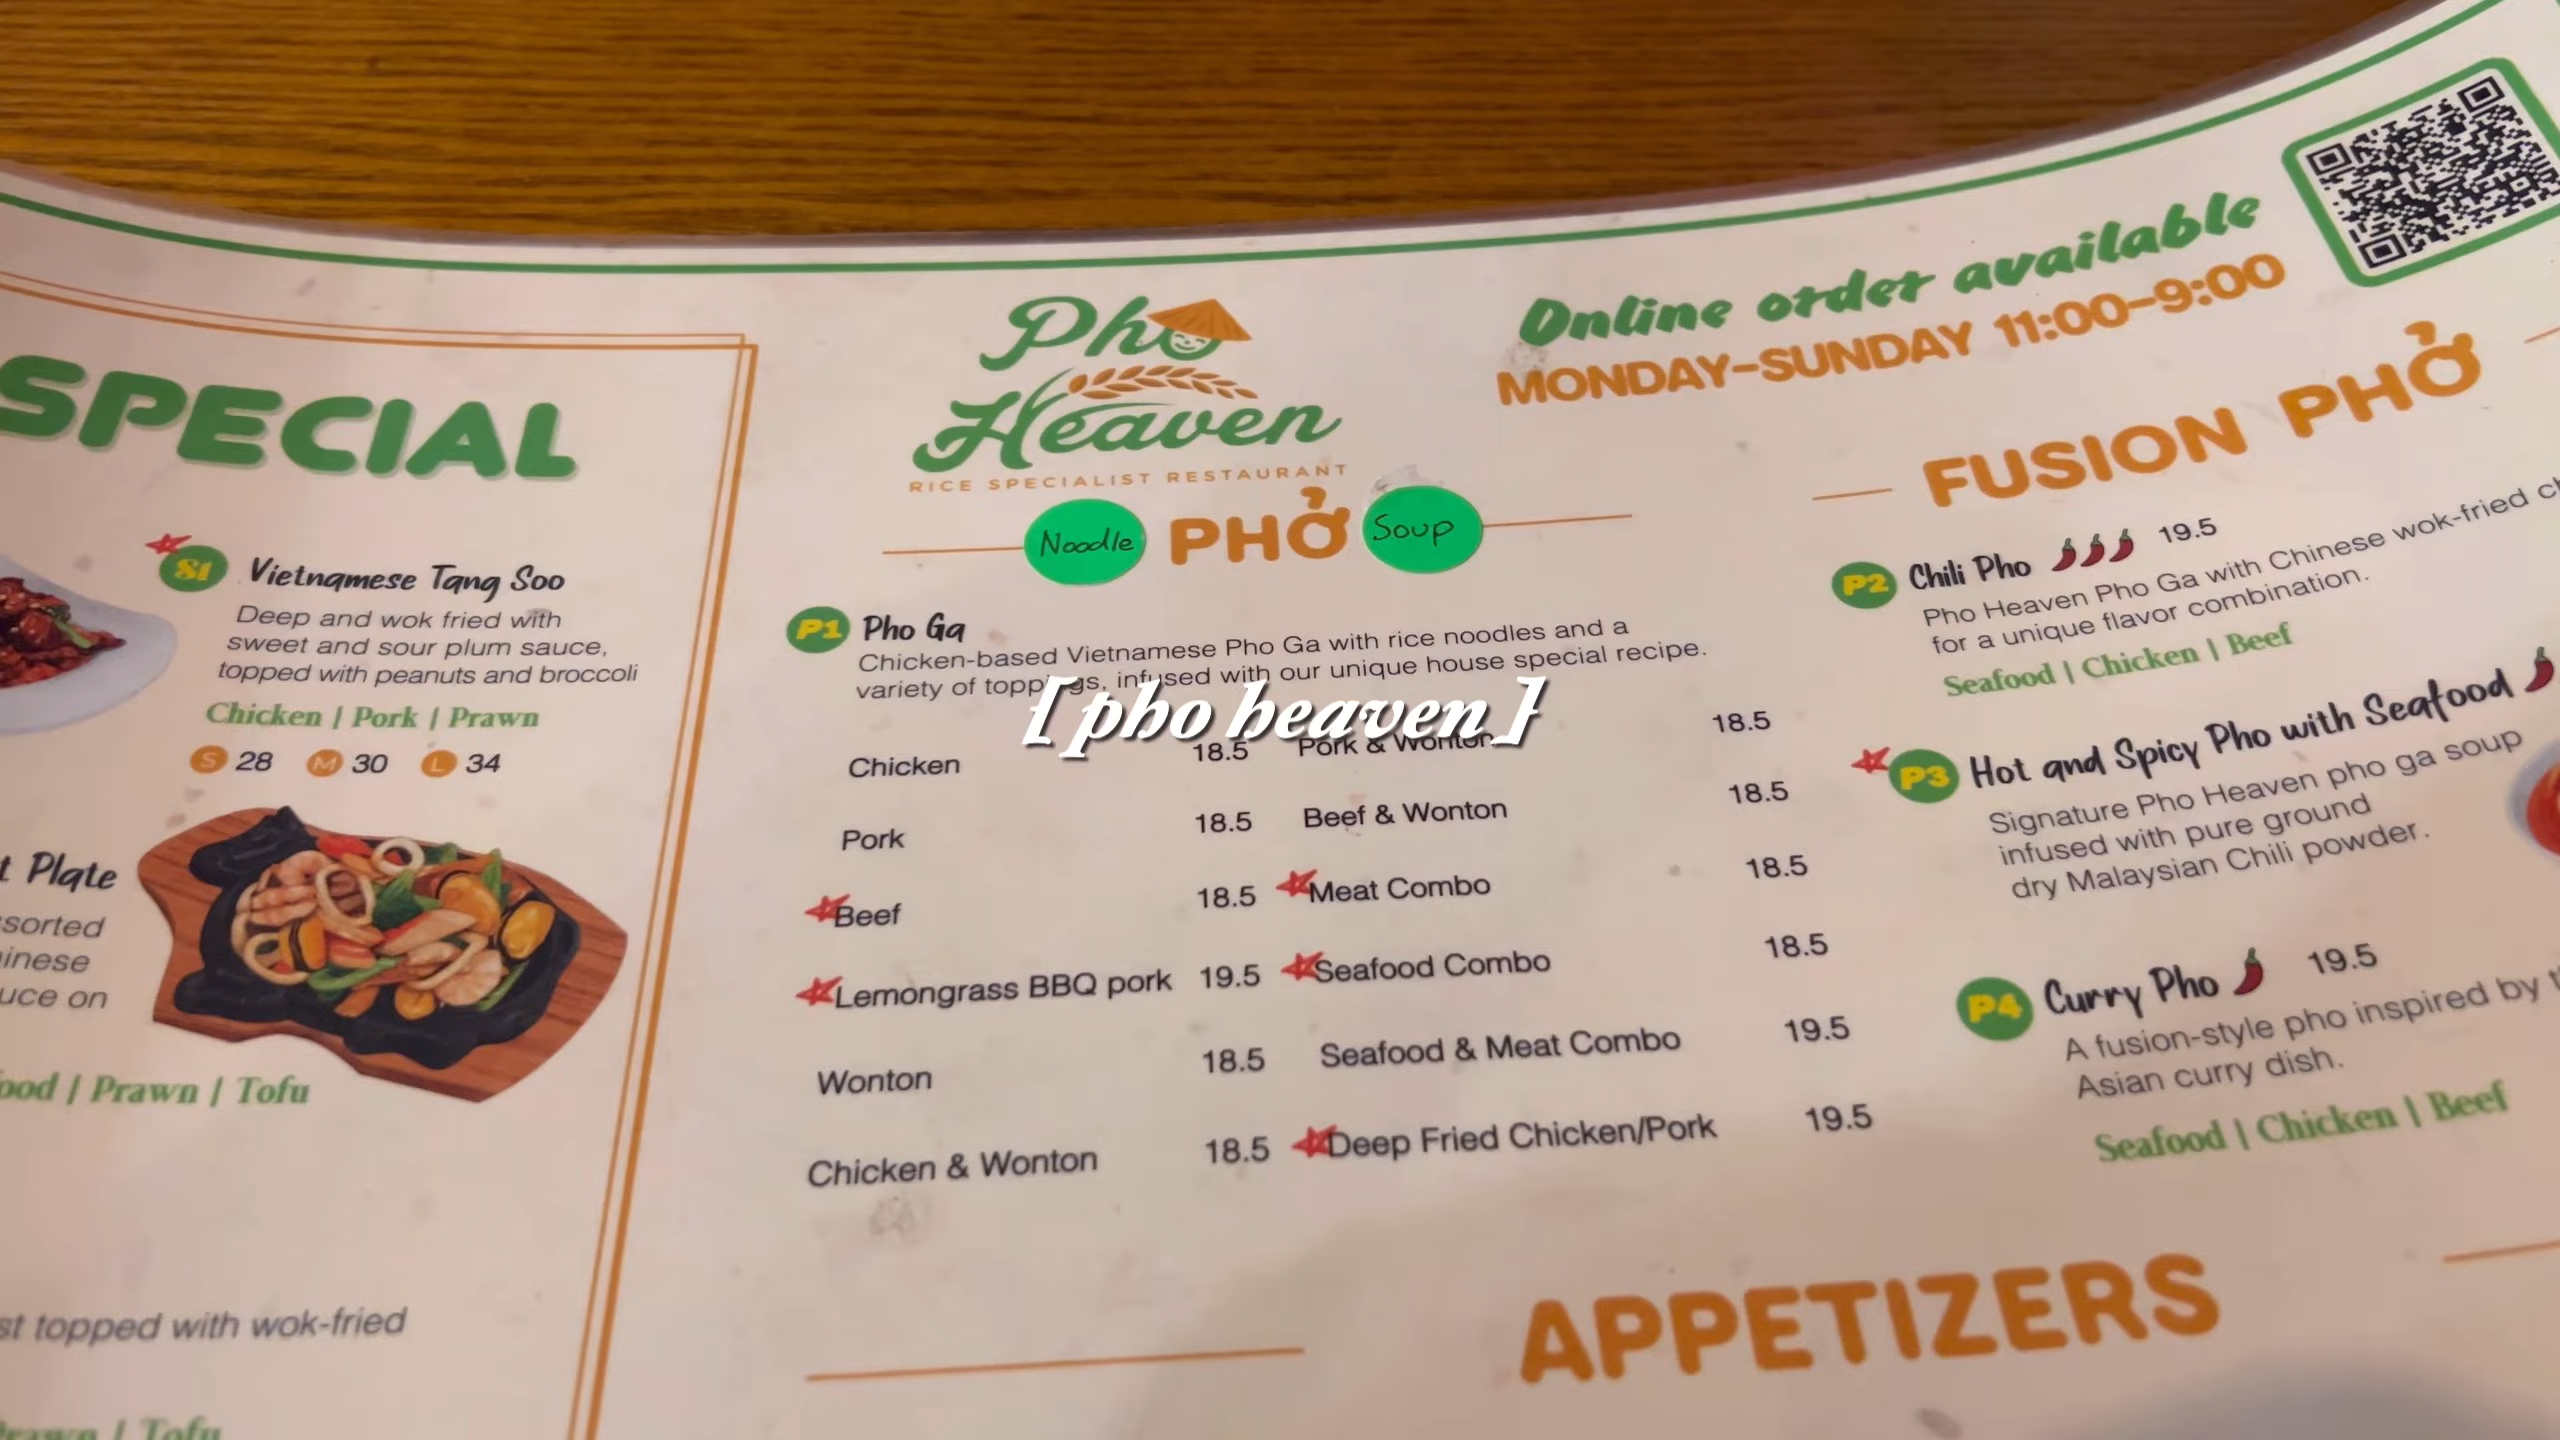 SPECIAL
S1 Vietnamese Tang Soo
Deep and wok fried with
sweet and sour plum sauce,
topped with peanuts and broccoli
Chicken | Pork | Prawn
S 28 M 30 L 34
Plate
on
| Prawn | Tofu
topped with wok-fried
| Tofu
Pho
Heaven
RICE SPECIALIST RESTAURANT
Noodle PHỞ Soup
P1 Pho Ga
Chicken-based Vietnamese Pho Ga with rice noodles and a
variety of toppings, infused with our unique house special recipe.
[pho heaven]
Chicken 18.5 Pork & Wonton 18.5
Pork 18.5 Beef & Wonton 18.5
Beef 18.5 Meat Combo 18.5
Lemongrass BBQ pork 19.5 Seafood Combo 18.5
Wonton 18.5 Seafood & Meat Combo 19.5
Chicken & Wonton 18.5 Deep Fried Chicken/Pork 19.5
Online order available
MONDAY-SUNDAY 11:00-9:00
FUSION PHỞ
P2 Chili Pho 19.5
Pho Heaven Pho Ga with Chinese wok-fried
for a unique flavor combination.
Seafood | Chicken | Beef
P3 Hot and Spicy Pho with Seafood
Signature Pho Heaven pho ga soup
infused with pure ground
dry Malaysian Chili powder.
P4 Curry Pho 19.5
A fusion-style pho inspired by
Asian curry dish.
Seafood | Chicken | Beef
APPETIZERS